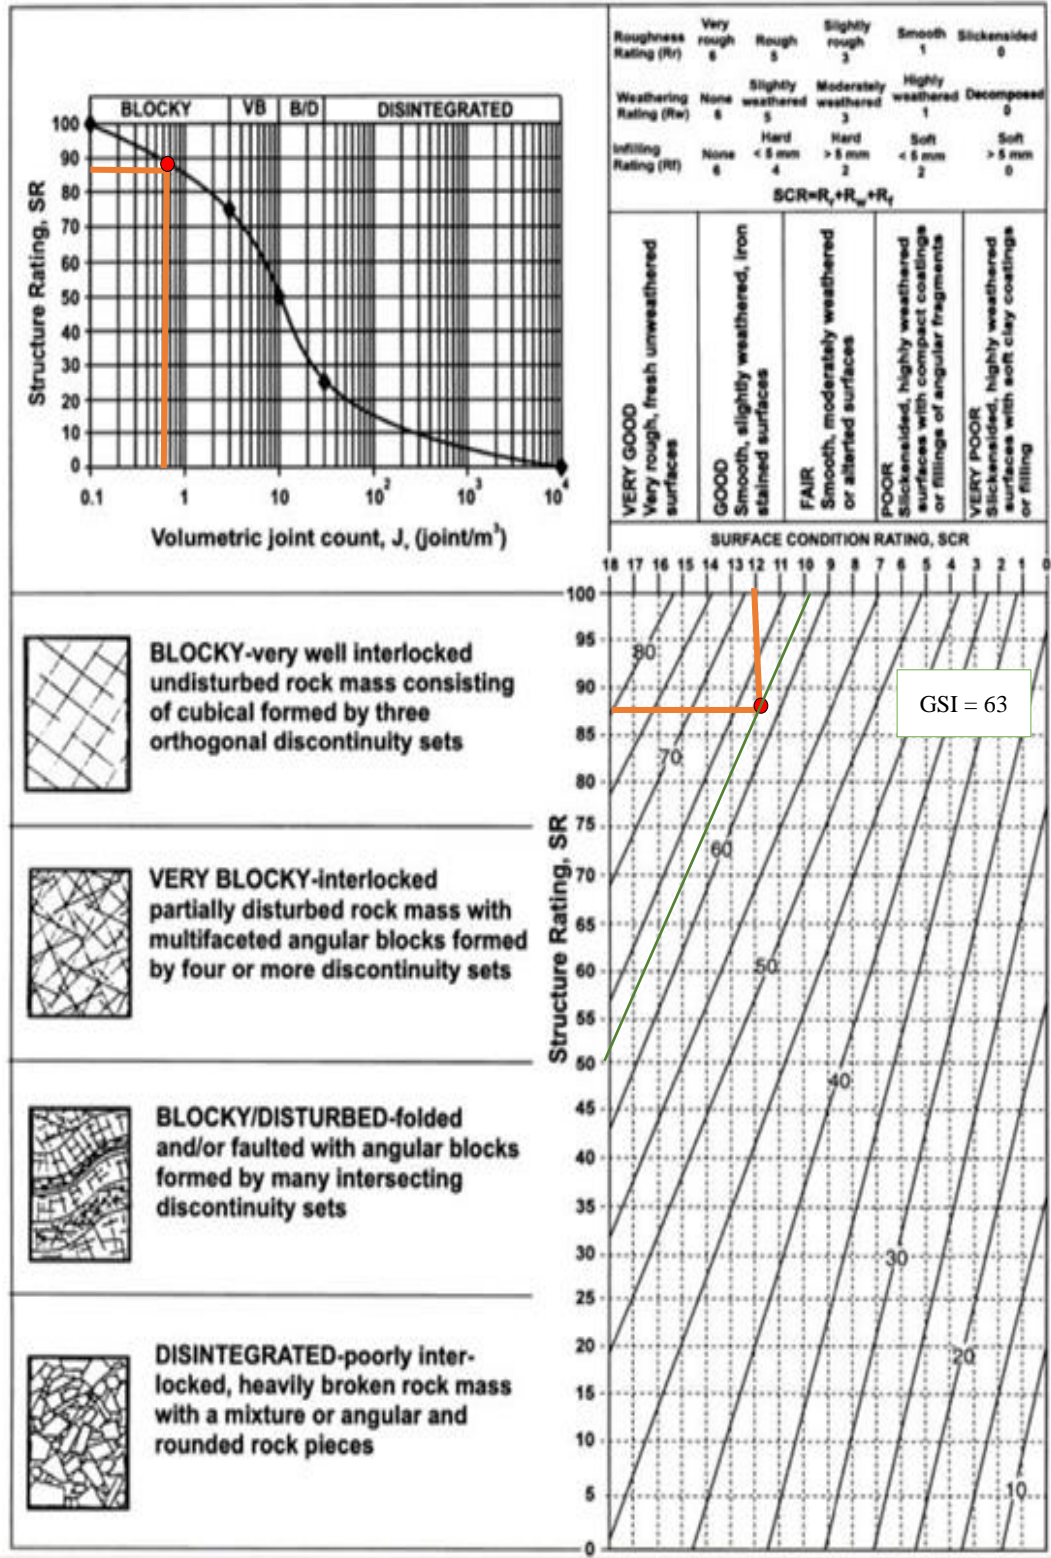 BLOCKY VB B/D DISINTEGRATED
100
90
80
70
60
50
40
30
20
10
0
Structure Rating, SR
0.1 1 10 10² 10³ 10⁴
Volumetric joint count, Jᵥ (joint/m³)
Roughness Rating (Rr)
Very rough 6
Rough 5
Slightly rough 3
Smooth 1
Slickensided 0
Weathering Rating (Rw)
None 6
Slightly weathered 5
Moderately weathered 3
Highly weathered 1
Decomposed 0
Infilling Rating (Rf)
None 6
Hard < 5 mm 4
Hard > 5 mm 2
Soft < 5 mm 2
Soft > 5 mm 0
SCR=Rᵣ+R𝓌+R𝒻
VERY GOOD
Very rough, fresh unweathered
surfaces
GOOD
Smooth, slightly weathered, iron
stained surfaces
FAIR
Smooth, moderately weathered
or alterted surfaces
POOR
Slickensided, highly weathered
surfaces with compact coatings
or fillings of angular fragments
VERY POOR
Slickensided, highly weathered
surfaces with soft clay coatings
or filling
SURFACE CONDITION RATING, SCR
18 17 16 15 14 13 12 11 10 9 8 7 6 5 4 3 2 1 0
BLOCKY-very well interlocked
undisturbed rock mass consisting
of cubical formed by three
orthogonal discontinuity sets
VERY BLOCKY-interlocked
partially disturbed rock mass with
multifaceted angular blocks formed
by four or more discontinuity sets
BLOCKY/DISTURBED-folded
and/or faulted with angular blocks
formed by many intersecting
discontinuity sets
DISINTEGRATED-poorly inter-
locked, heavily broken rock mass
with a mixture or angular and
rounded rock pieces
Structure Rating, SR
100
95
90
85
80
75
70
65
60
55
50
45
40
35
30
25
20
15
10
5
0
80
70
60
50
40
30
20
10
GSI = 63